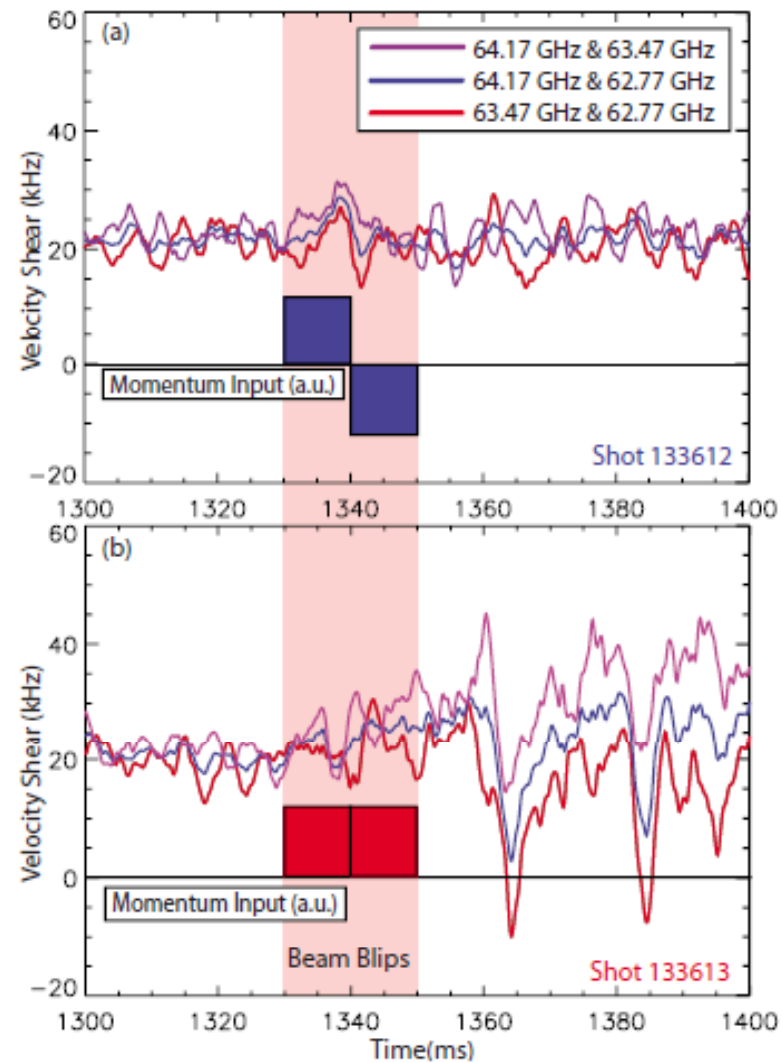 60
(a)
64.17 GHz & 63.47 GHz
64.17 GHz & 62.77 GHz
63.47 GHz & 62.77 GHz
40
20
0
−20
Velocity Shear (kHz)
Momentum Input (a.u.)
Shot 133612
1300 1320 1340 1360 1380 1400
60
(b)
40
20
0
−20
Velocity Shear (kHz)
Momentum Input (a.u.)
Beam Blips
Shot 133613
1300 1320 1340 1360 1380 1400
Time(ms)